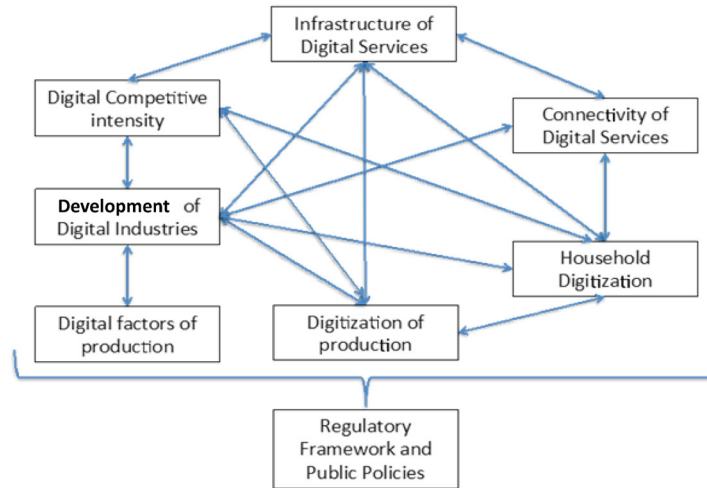 Infrastructure of
Digital Services
Digital Competitive
intensity
Connectivity of
Digital Services
Development of
Digital Industries
Household
Digitization
Digital factors of
production
Digitization of
production
Regulatory
Framework and
Public Policies